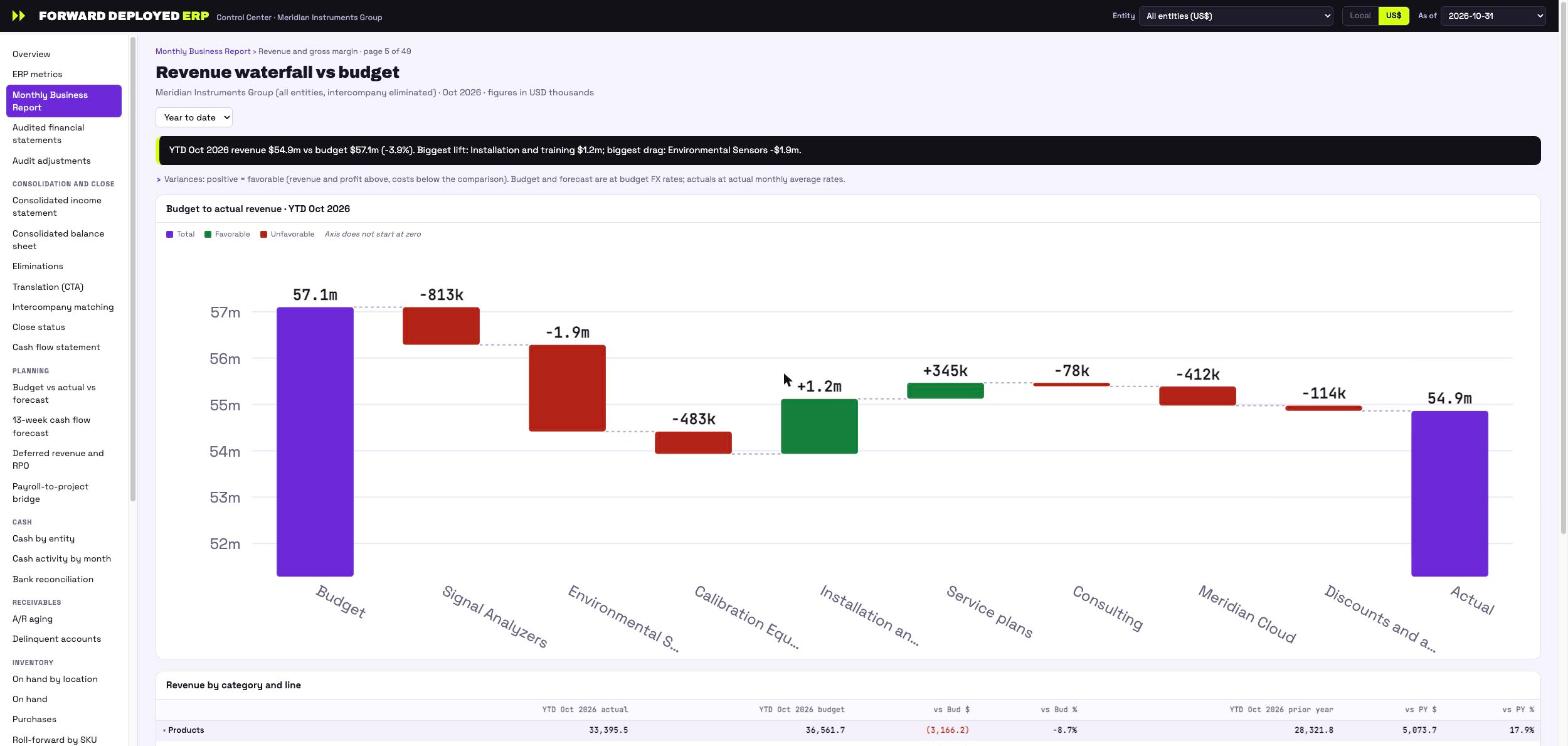 FORWARD DEPLOYED ERP Control Center · Meridian Instruments Group Entity All entities (US$) Local US$ As of 2026-10-31
Overview
ERP metrics
Monthly Business
Report
Audited financial
statements
Audit adjustments
CONSOLIDATION AND CLOSE
Consolidated income
statement
Consolidated balance
sheet
Eliminations
Translation (CTA)
Intercompany matching
Close status
Cash flow statement
PLANNING
Budget vs actual vs
forecast
13-week cash flow
forecast
Deferred revenue and
RPO
Payroll-to-project
bridge
CASH
Cash by entity
Cash activity by month
Bank reconciliation
RECEIVABLES
A/R aging
Delinquent accounts
INVENTORY
On hand by location
On hand
Purchases
Roll-forward by SKU
Monthly Business Report › Revenue and gross margin · page 5 of 49
Revenue waterfall vs budget
Meridian Instruments Group (all entities, intercompany eliminated) · Oct 2026 · figures in USD thousands
Year to date
YTD Oct 2026 revenue $54.9m vs budget $57.1m (-3.9%). Biggest lift: Installation and training $1.2m; biggest drag: Environmental Sensors -$1.9m.
> Variances: positive = favorable (revenue and profit above, costs below the comparison). Budget and forecast are at budget FX rates; actuals at actual monthly average rates.
Budget to actual revenue · YTD Oct 2026
Total Favorable Unfavorable Axis does not start at zero
57.1m -813k -1.9m -483k +1.2m +345k -78k -412k -114k 54.9m
57m
56m
55m
54m
53m
52m
Budget Signal Analyzers Environmental S... Calibration Equ... Installation an... Service plans Consulting Meridian Cloud Discounts and a... Actual
Revenue by category and line
YTD Oct 2026 actual YTD Oct 2026 budget vs Bud $ vs Bud % YTD Oct 2026 prior year vs PY $ vs PY %
Products 33,395.5 36,561.7 (3,166.2) -8.7% 28,321.8 5,073.7 17.9%